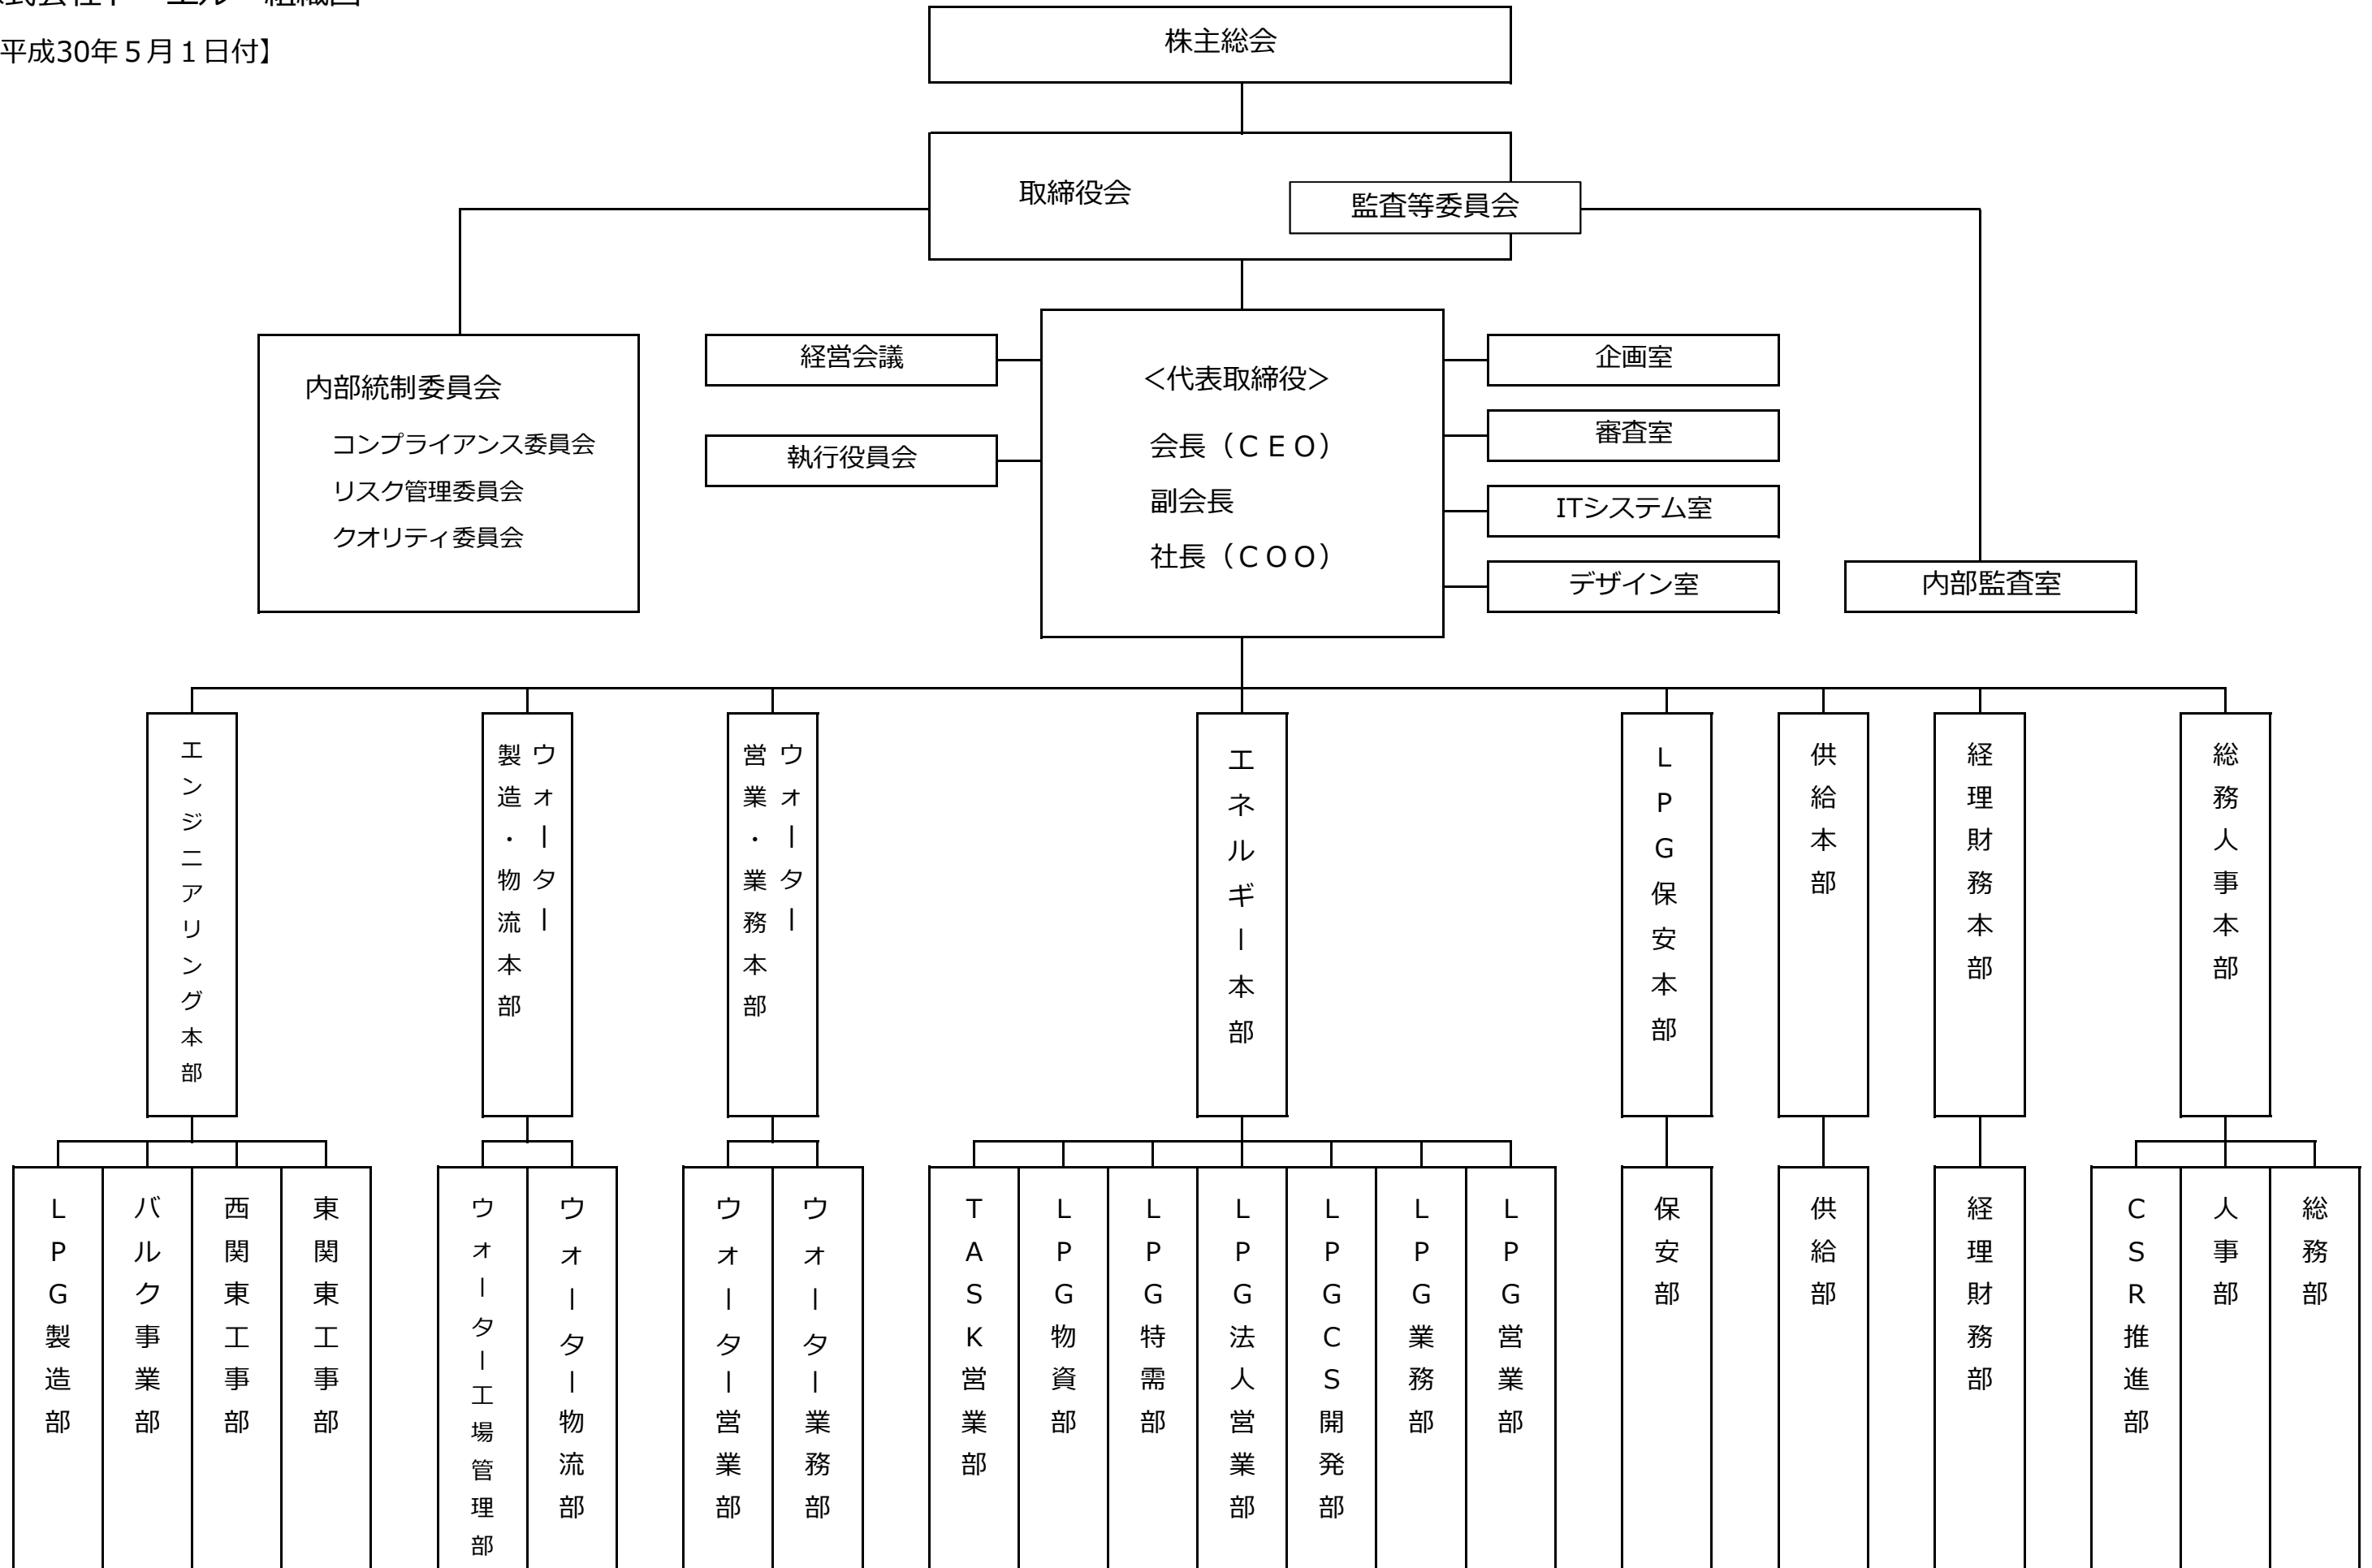 組織図
平成30年５月１日付】
株主総会
取締役会
監査等委員会
内部統制委員会
コンプライアンス委員会
リスク管理委員会
クオリティ委員会
経営会議
執行役員会
＜代表取締役＞
会長（ＣＥＯ）
副会長
社長（ＣＯＯ）
企画室
審査室
ITシステム室
デザイン室
内部監査室
エンジニアリング本部
ウォーター
製造・物流本部
ウォーター
営業・業務本部
エネルギー本部
ＬＰＧ保安本部
供給本部
経理財務本部
総務人事本部
ＬＰＧ製造部
バルク事業部
西関東工事部
東関東工事部
ウォーター工場管理部
ウォーター物流部
ウォーター営業部
ウォーター業務部
ＴＡＳＫ営業部
ＬＰＧ物資部
ＬＰＧ特需部
ＬＰＧ法人営業部
ＬＰＧＣＳ開発部
ＬＰＧ業務部
ＬＰＧ営業部
保安部
供給部
経理財務部
ＣＳＲ推進部
人事部
総務部